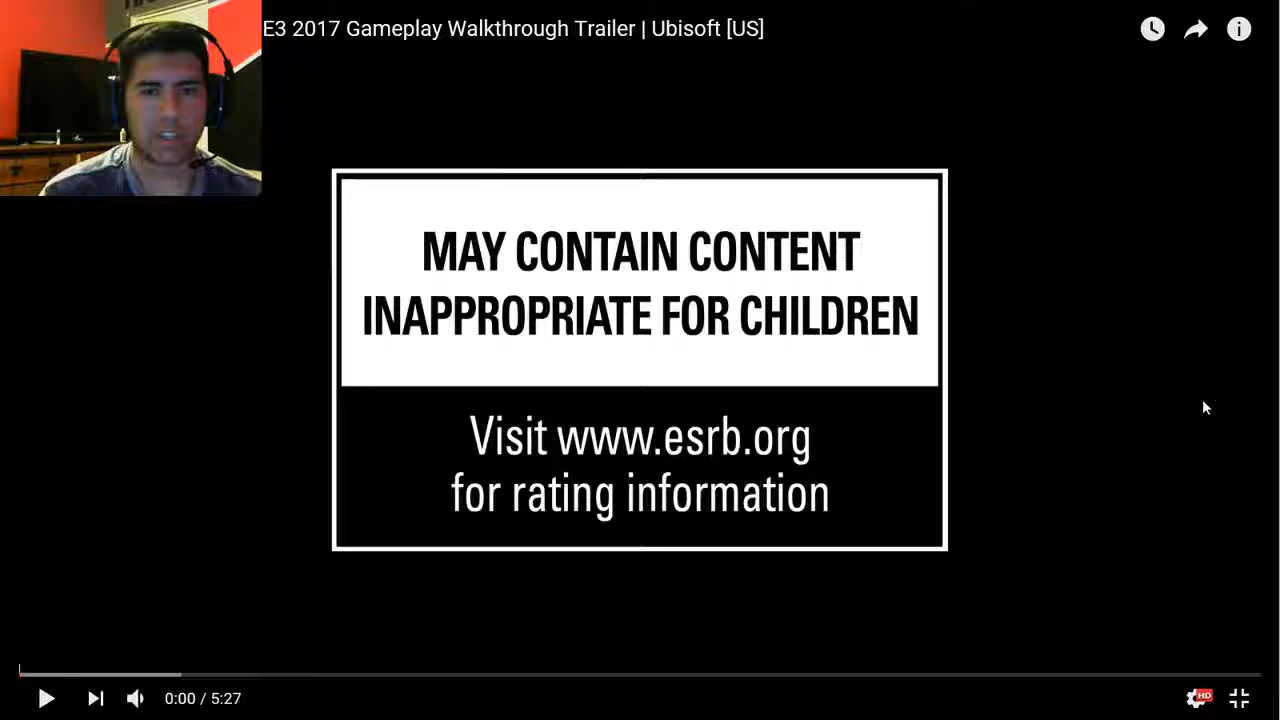 E3 2017 Gameplay Walkthrough Trailer | Ubisoft [US]
MAY CONTAIN CONTENT
INAPPROPRIATE FOR CHILDREN
Visit www.esrb.org
for rating information
0:00 / 5:27
HD